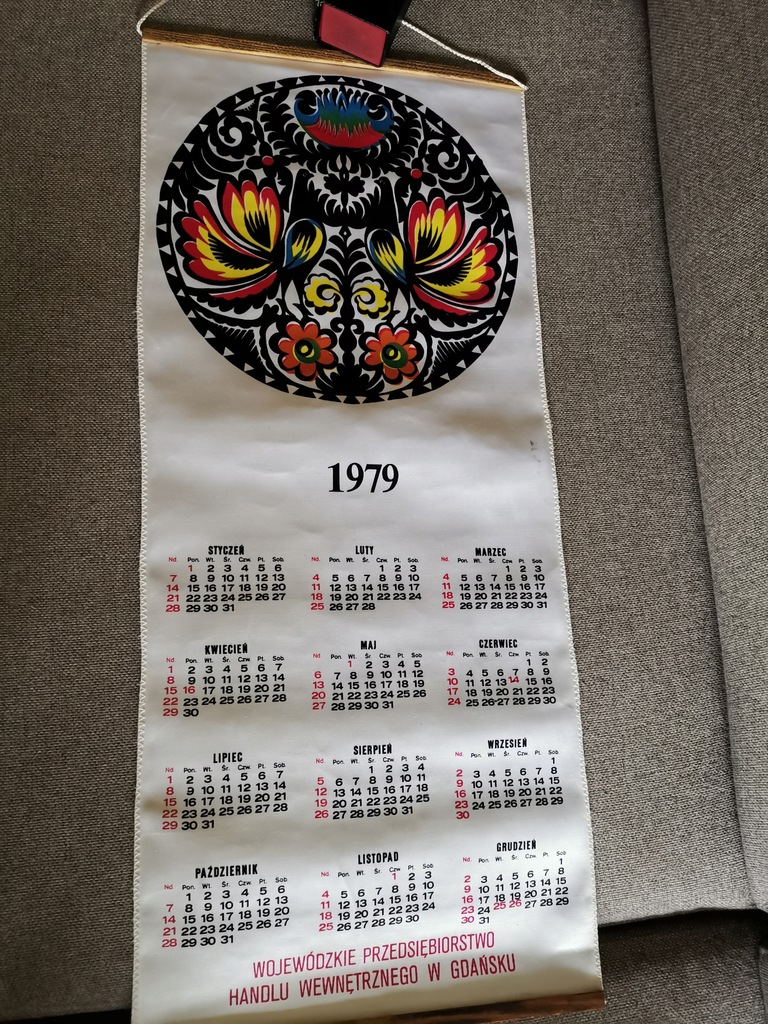 1979
STYCZEŃ
Nd. Pon. Wt. Śr. Czw. Pt. Sob.
1 2 3 4 5 6
7 8 9 10 11 12 13
14 15 16 17 18 19 20
21 22 23 24 25 26 27
28 29 30 31
LUTY
Nd. Pon. Wt. Śr. Czw. Pt. Sob.
1 2 3
4 5 6 7 8 9 10
11 12 13 14 15 16 17
18 19 20 21 22 23 24
25 26 27 28
MARZEC
Nd. Pon. Wt. Śr. Czw. Pt. Sob.
1 2 3
4 5 6 7 8 9 10
11 12 13 14 15 16 17
18 19 20 21 22 23 24
25 26 27 28 29 30 31
KWIECIEŃ
Nd. Pon. Wt. Śr. Czw. Pt. Sob.
1 2 3 4 5 6 7
8 9 10 11 12 13 14
15 16 17 18 19 20 21
22 23 24 25 26 27 28
29 30
MAJ
Nd. Pon. Wt. Śr. Czw. Pt. Sob.
1 2 3 4 5
6 7 8 9 10 11 12
13 14 15 16 17 18 19
20 21 22 23 24 25 26
27 28 29 30 31
CZERWIEC
Nd. Pon. Wt. Śr. Czw. Pt. Sob.
1 2
3 4 5 6 7 8 9
10 11 12 13 14 15 16
17 18 19 20 21 22 23
24 25 26 27 28 29 30
LIPIEC
Nd. Pon. Wt. Śr. Czw. Pt. Sob.
1 2 3 4 5 6 7
8 9 10 11 12 13 14
15 16 17 18 19 20 21
22 23 24 25 26 27 28
29 30 31
SIERPIEŃ
Nd. Pon. Wt. Śr. Czw. Pt. Sob.
1 2 3 4
5 6 7 8 9 10 11
12 13 14 15 16 17 18
19 20 21 22 23 24 25
26 27 28 29 30 31
WRZESIEŃ
Nd. Pon. Wt. Śr. Czw. Pt. Sob.
1
2 3 4 5 6 7 8
9 10 11 12 13 14 15
16 17 18 19 20 21 22
23 24 25 26 27 28 29
30
PAŹDZIERNIK
Nd. Pon. Wt. Śr. Czw. Pt. Sob.
1 2 3 4 5 6
7 8 9 10 11 12 13
14 15 16 17 18 19 20
21 22 23 24 25 26 27
28 29 30 31
LISTOPAD
Nd. Pon. Wt. Śr. Czw. Pt. Sob.
1 2 3
4 5 6 7 8 9 10
11 12 13 14 15 16 17
18 19 20 21 22 23 24
25 26 27 28 29 30
GRUDZIEŃ
Nd. Pon. Wt. Śr. Czw. Pt. Sob.
1
2 3 4 5 6 7 8
9 10 11 12 13 14 15
16 17 18 19 20 21 22
23 24 25 26 27 28 29
30 31
WOJEWÓDZKIE PRZEDSIĘBIORSTWO
HANDLU WEWNĘTRZNEGO W GDAŃSKU